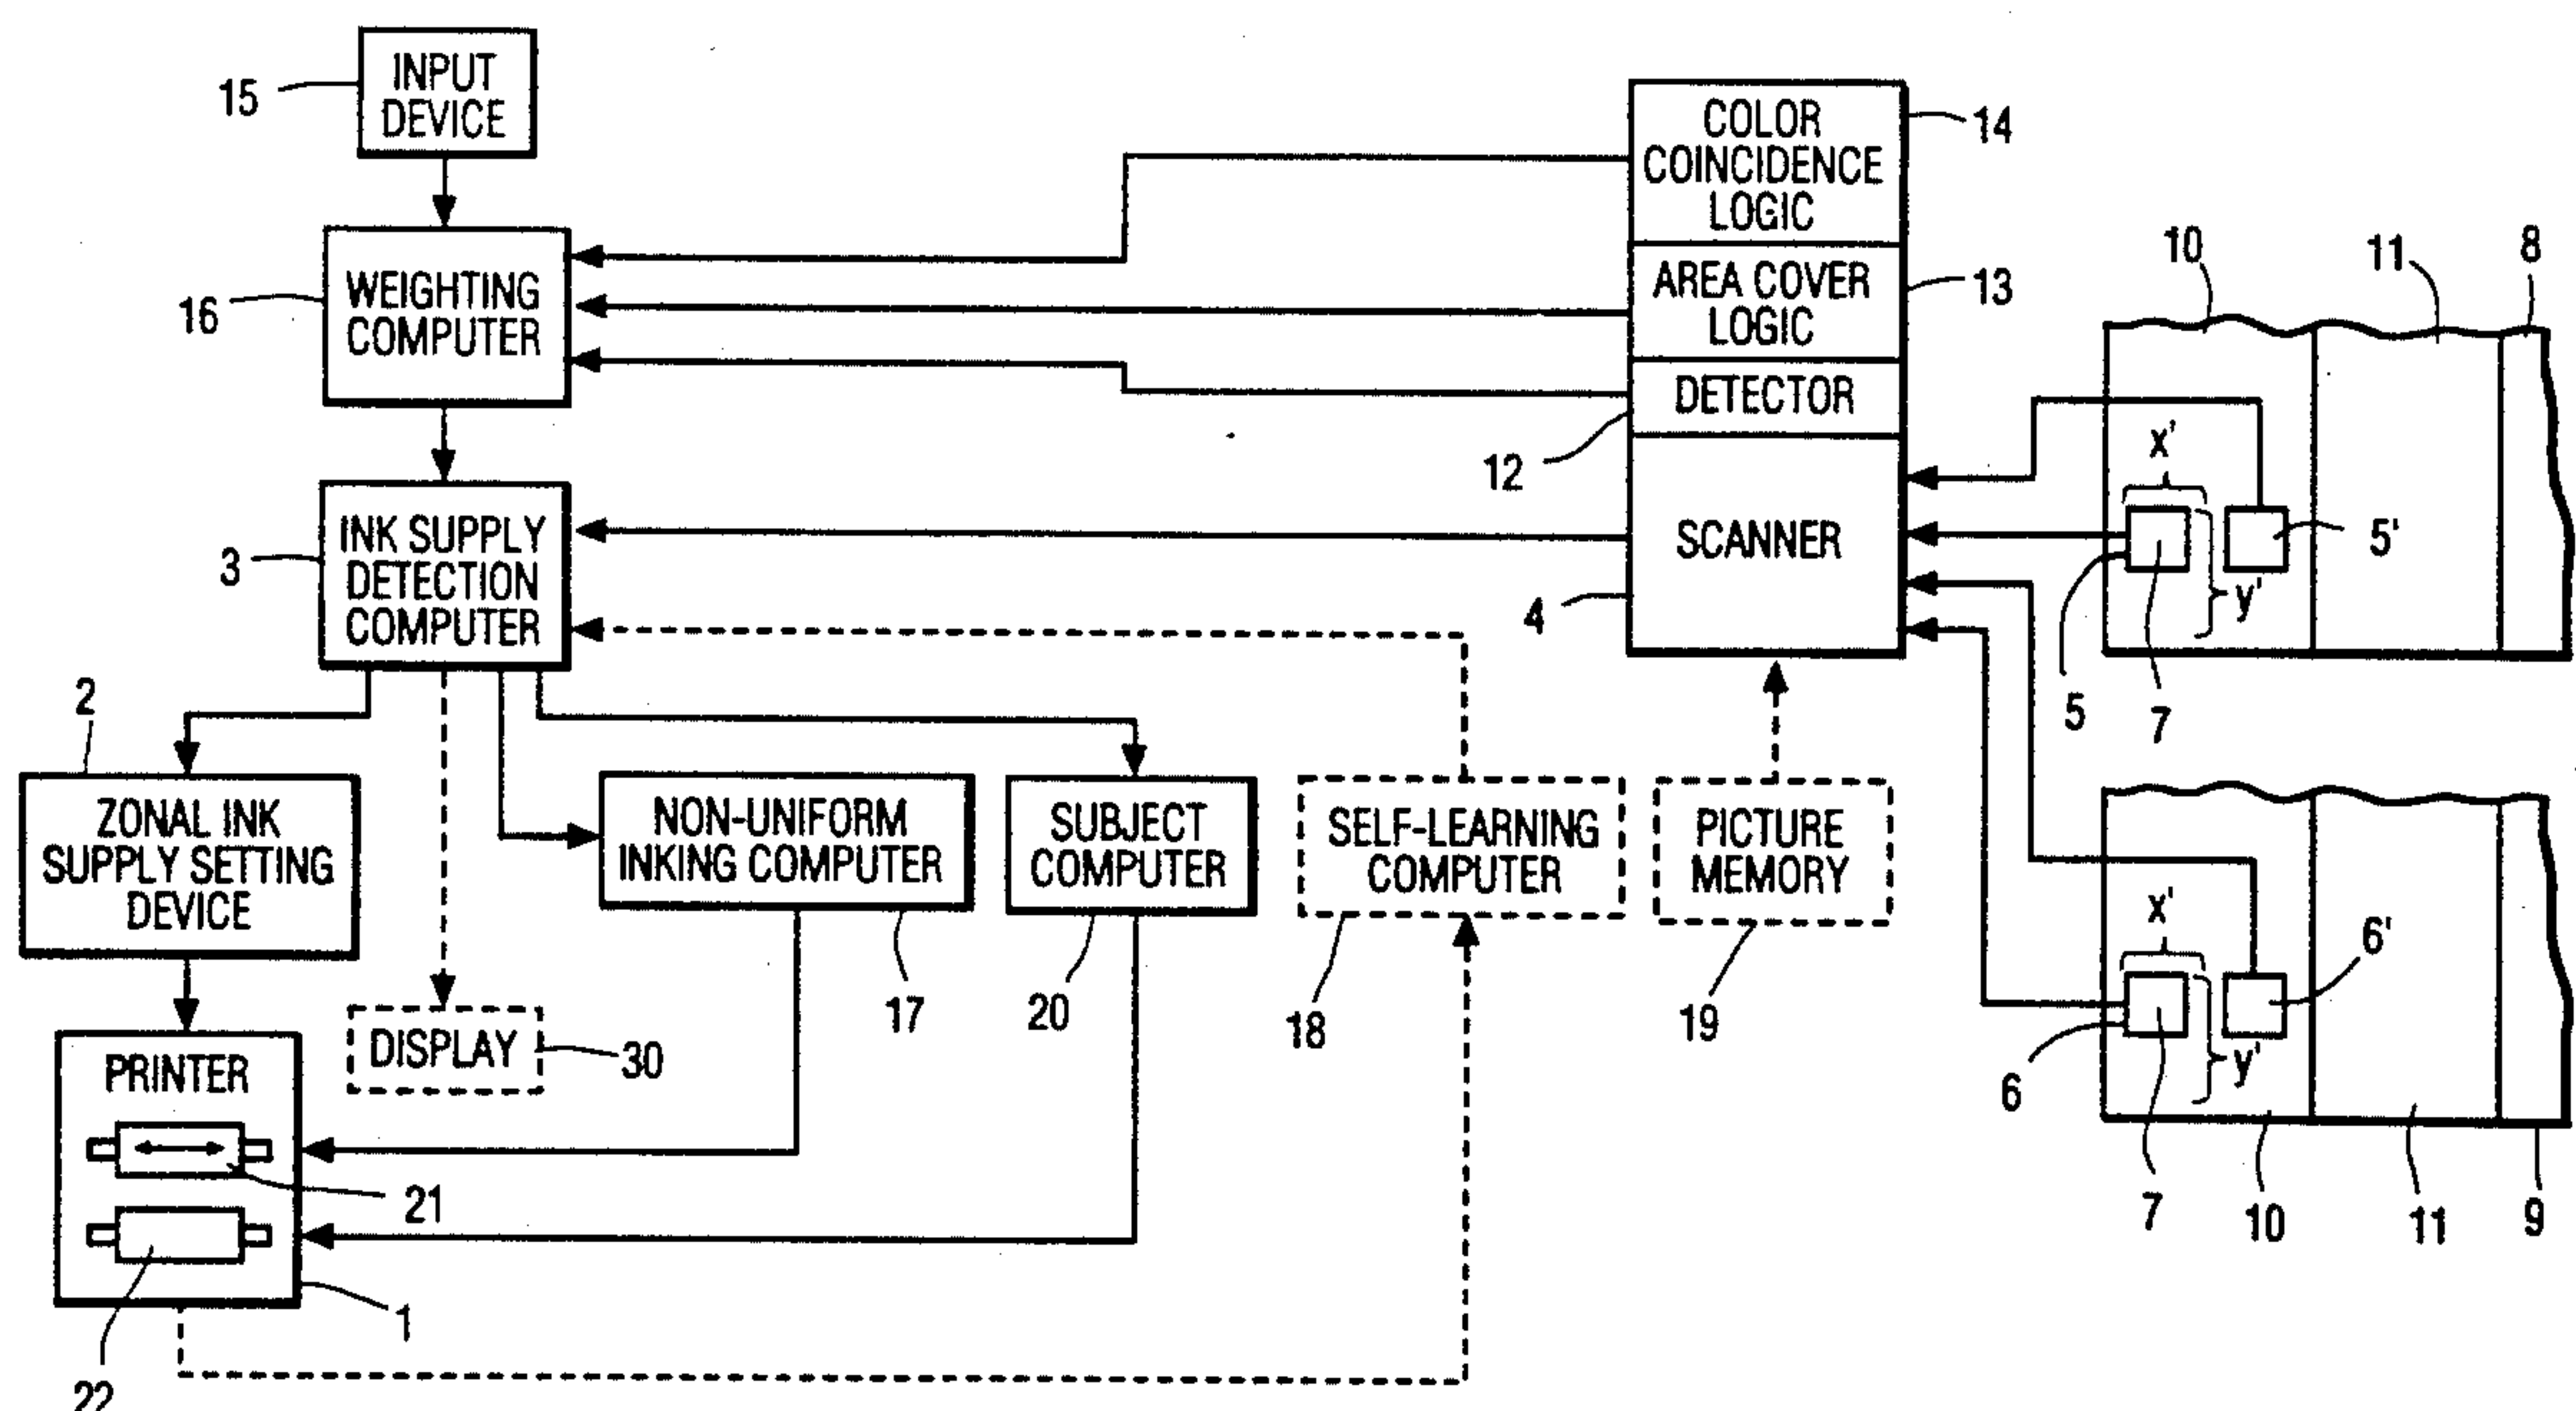 INPUT
DEVICE
15
COLOR
COINCIDENCE
LOGIC
14
WEIGHTING
COMPUTER
16
AREA COVER
LOGIC
13
10
11
8
DETECTOR
12
x'
INK SUPPLY
DETECTION
COMPUTER
3
SCANNER
4
5'
y'
5
7
2
ZONAL INK
SUPPLY SETTING
DEVICE
NON-UNIFORM
INKING COMPUTER
SUBJECT
COMPUTER
SELF-LEARNING
COMPUTER
PICTURE
MEMORY
x'
6'
17
20
18
19
DISPLAY
30
PRINTER
y'
6
21
7
10
11
9
1
22